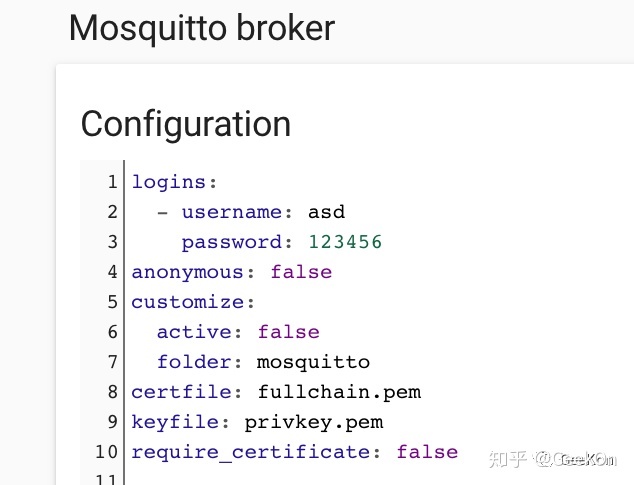 Mosquitto broker
Configuration
1 logins:
2   - username: asd
3     password: 123456
4 anonymous: false
5 customize:
6   active: false
7   folder: mosquitto
8 certfile: fullchain.pem
9 keyfile: privkey.pem
10 require_certificate: false
11
知乎